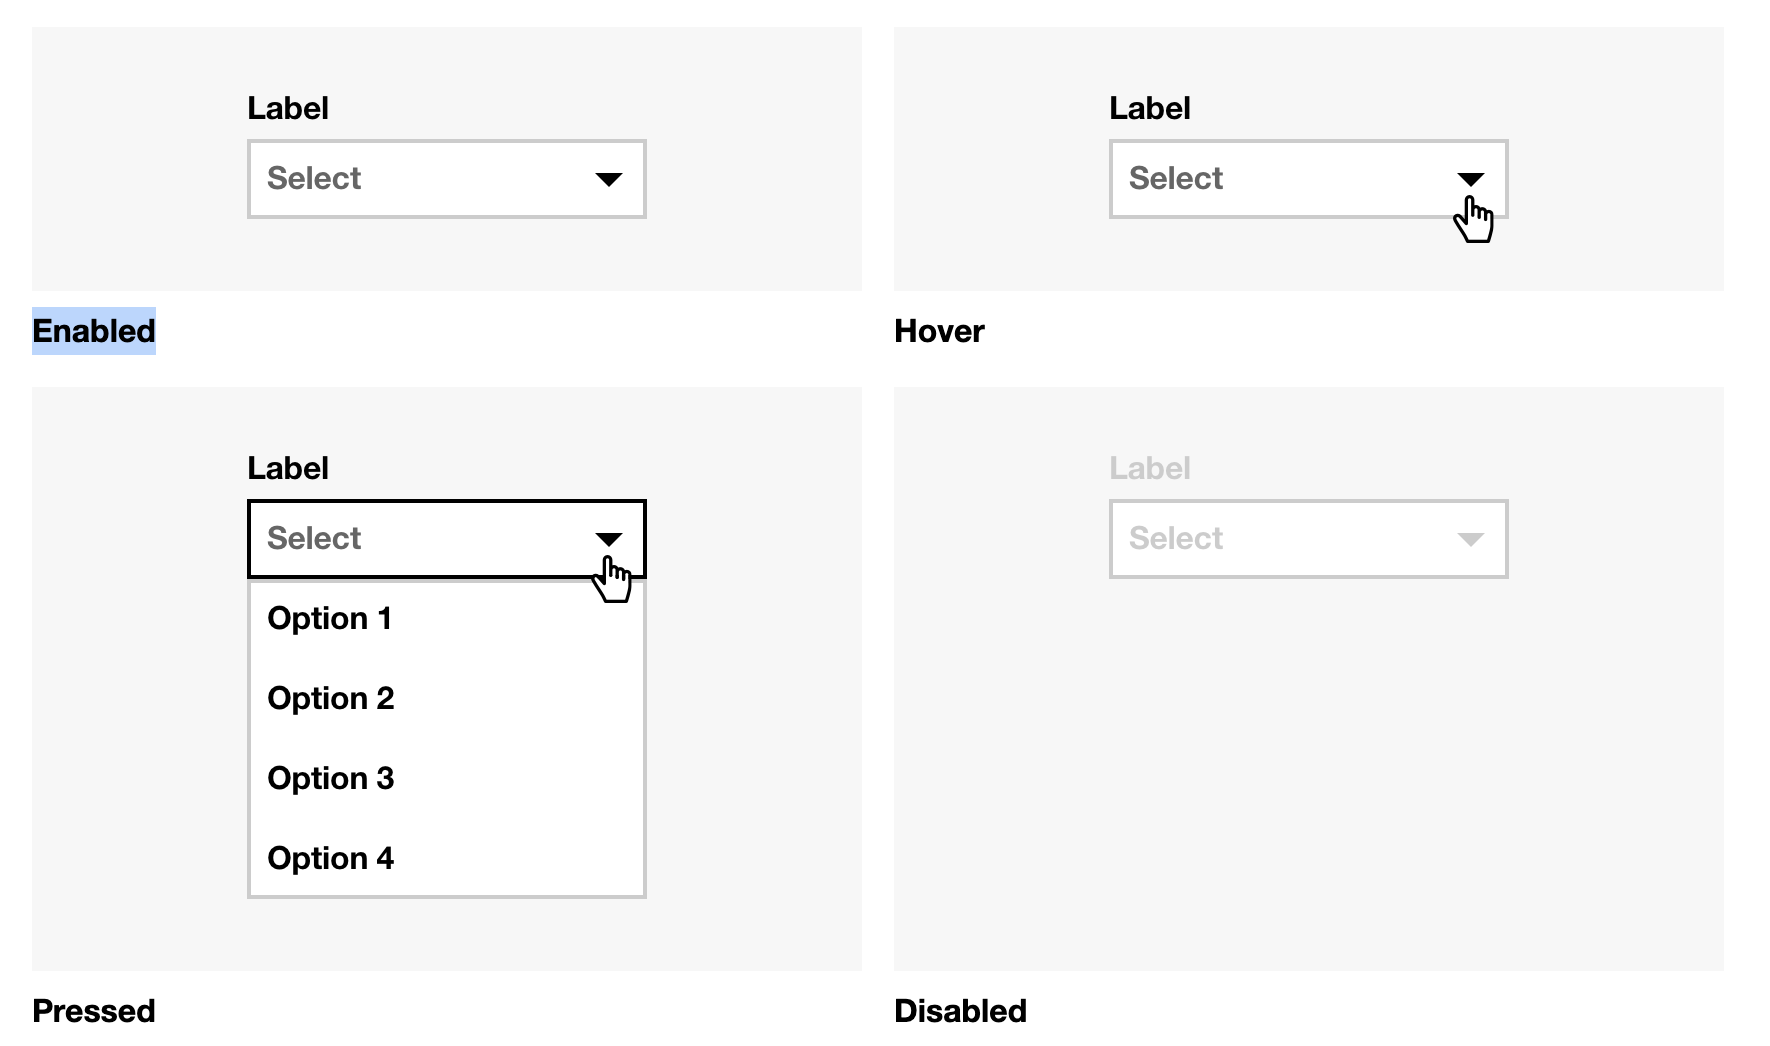 Label
Select
Enabled
Label
Select
Hover
Label
Select
Option 1
Option 2
Option 3
Option 4
Pressed
Label
Select
Disabled